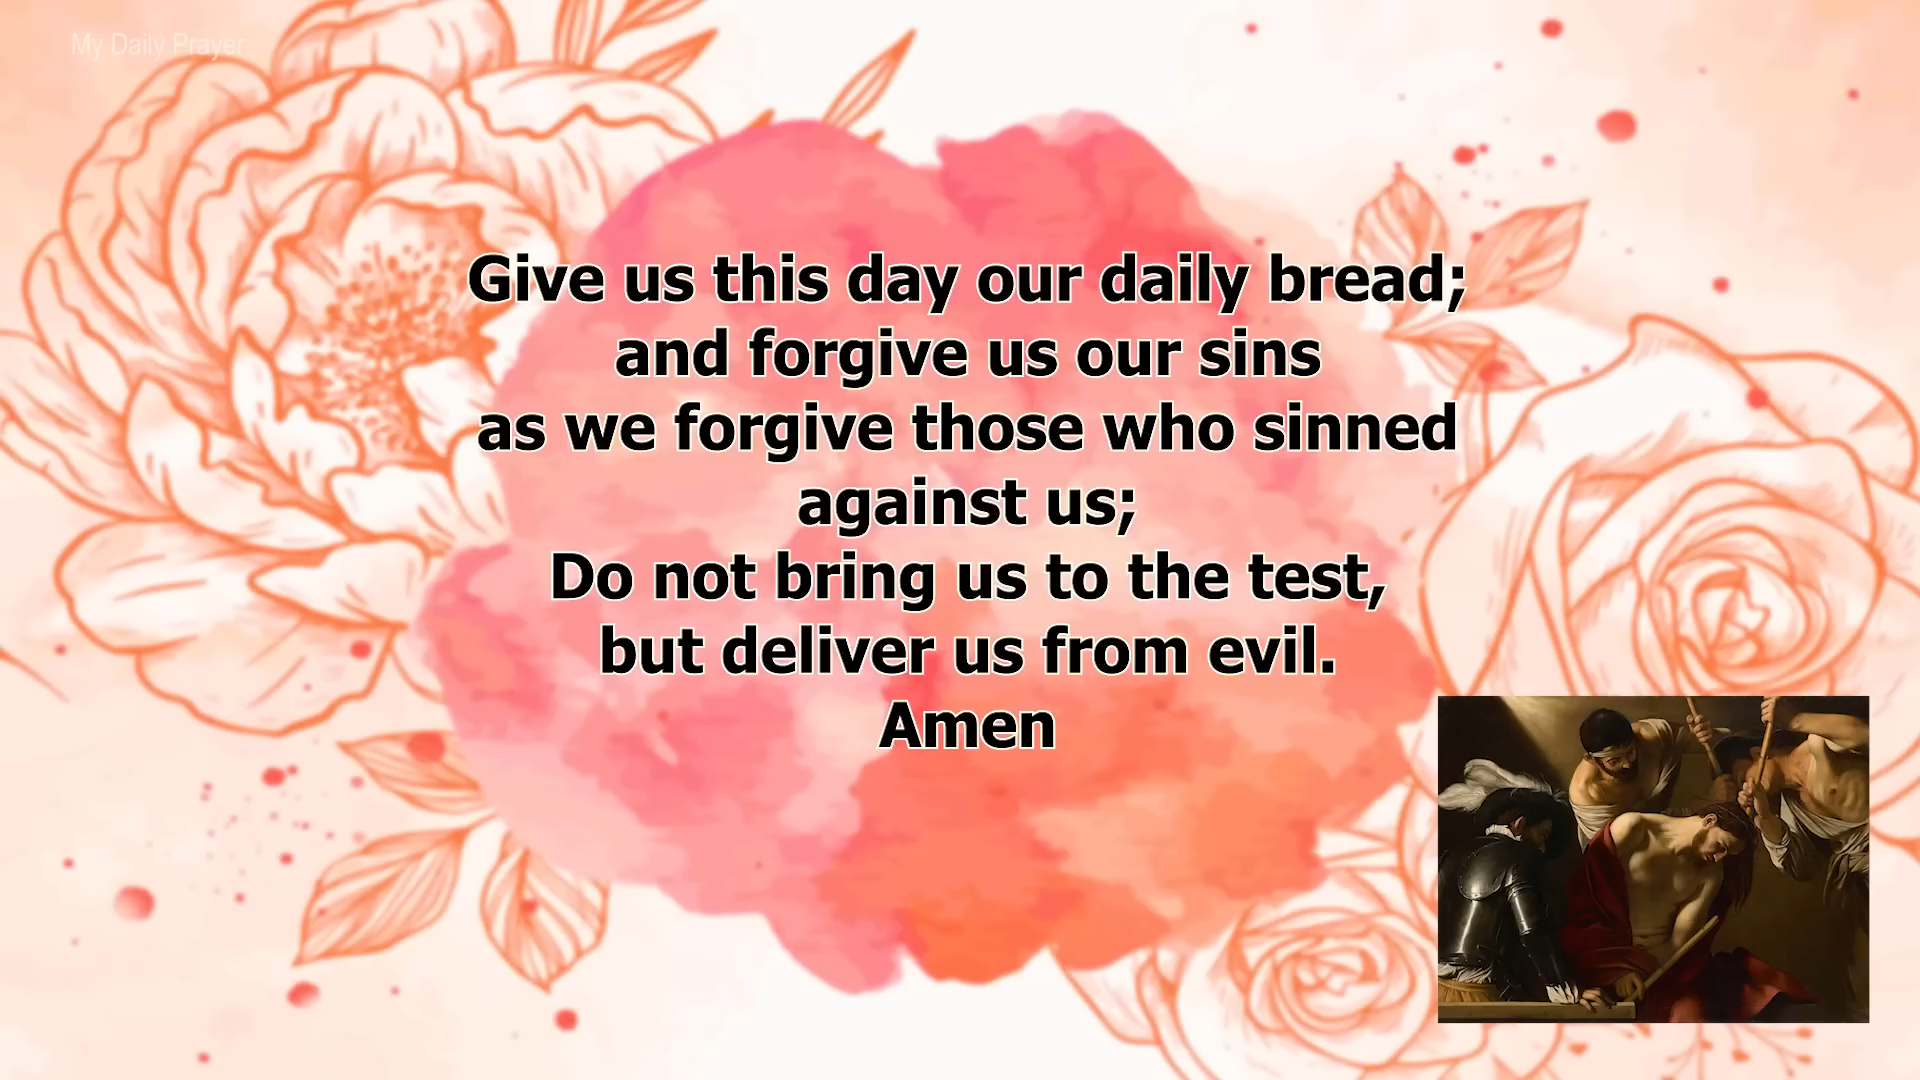 My Daily Prayer
Give us this day our daily bread;
and forgive us our sins
as we forgive those who sinned
against us;
Do not bring us to the test,
but deliver us from evil.
Amen